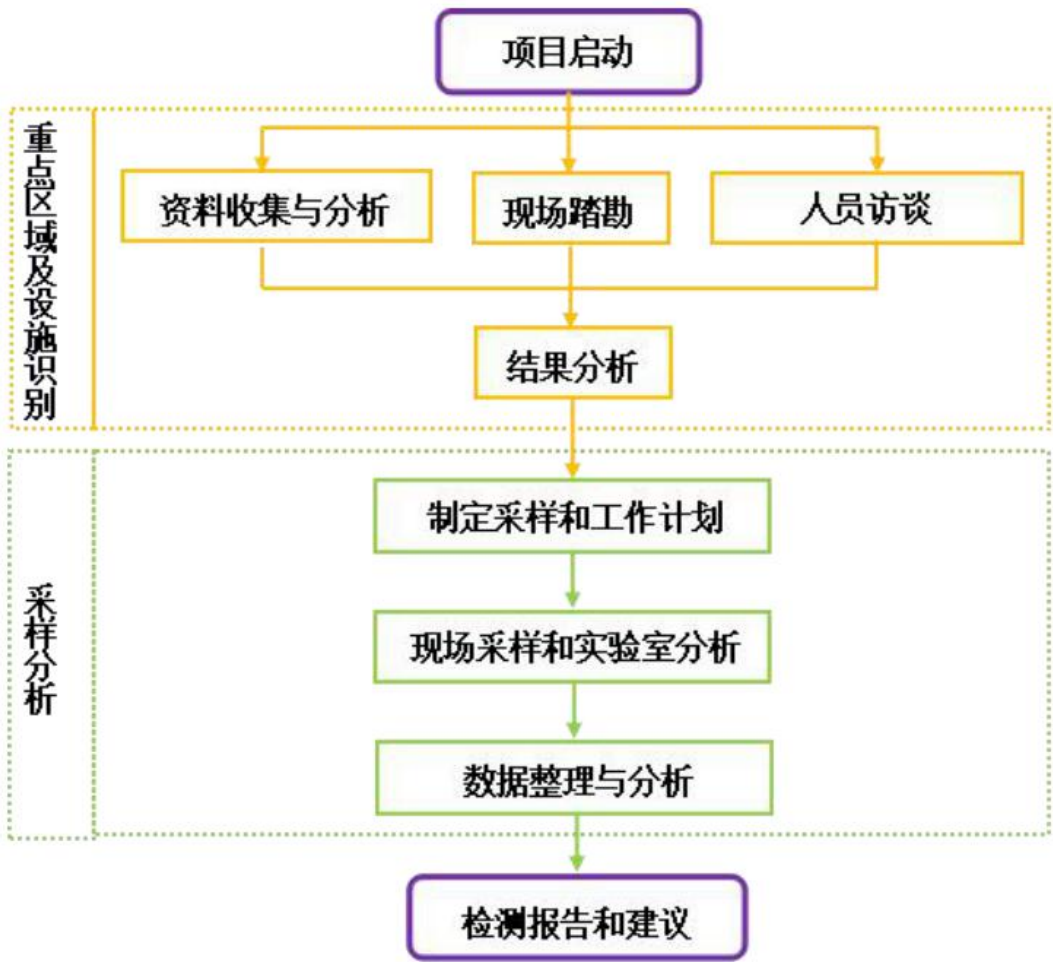 项目启动
重点区域及设施识别
资料收集与分析
现场踏勘
人员访谈
结果分析
采样分析
制定采样和工作计划
现场采样和实验室分析
数据整理与分析
检测报告和建议